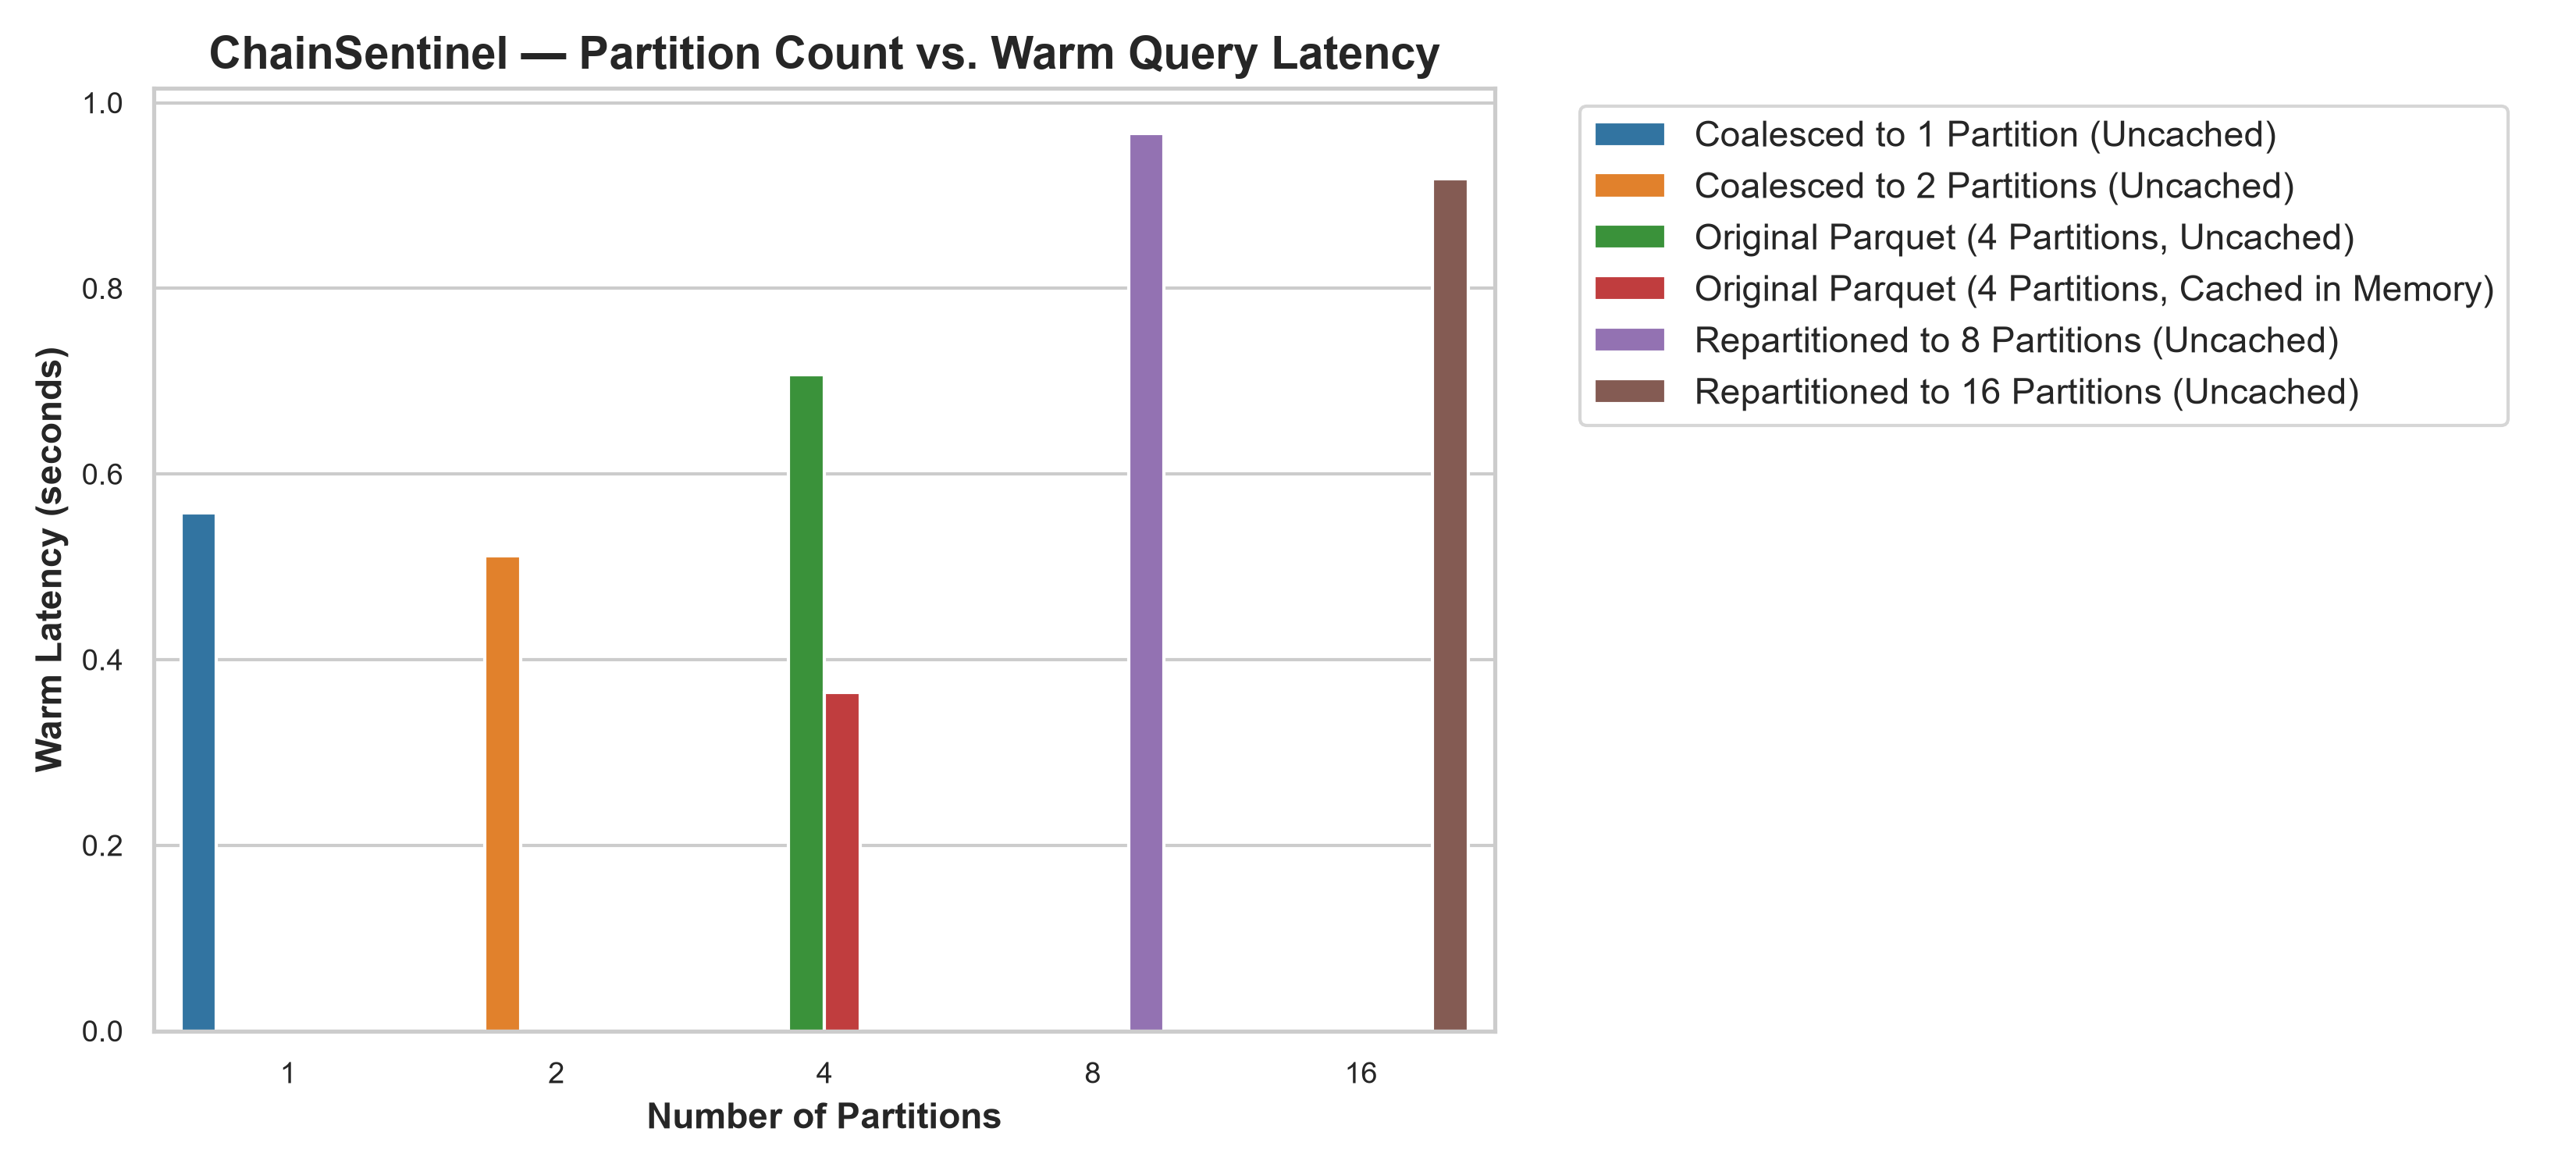 ChainSentinel — Partition Count vs. Warm Query Latency
Warm Latency (seconds)
1.0
0.8
0.6
0.4
0.2
0.0
1 2 4 8 16
Number of Partitions
Coalesced to 1 Partition (Uncached)
Coalesced to 2 Partitions (Uncached)
Original Parquet (4 Partitions, Uncached)
Original Parquet (4 Partitions, Cached in Memory)
Repartitioned to 8 Partitions (Uncached)
Repartitioned to 16 Partitions (Uncached)